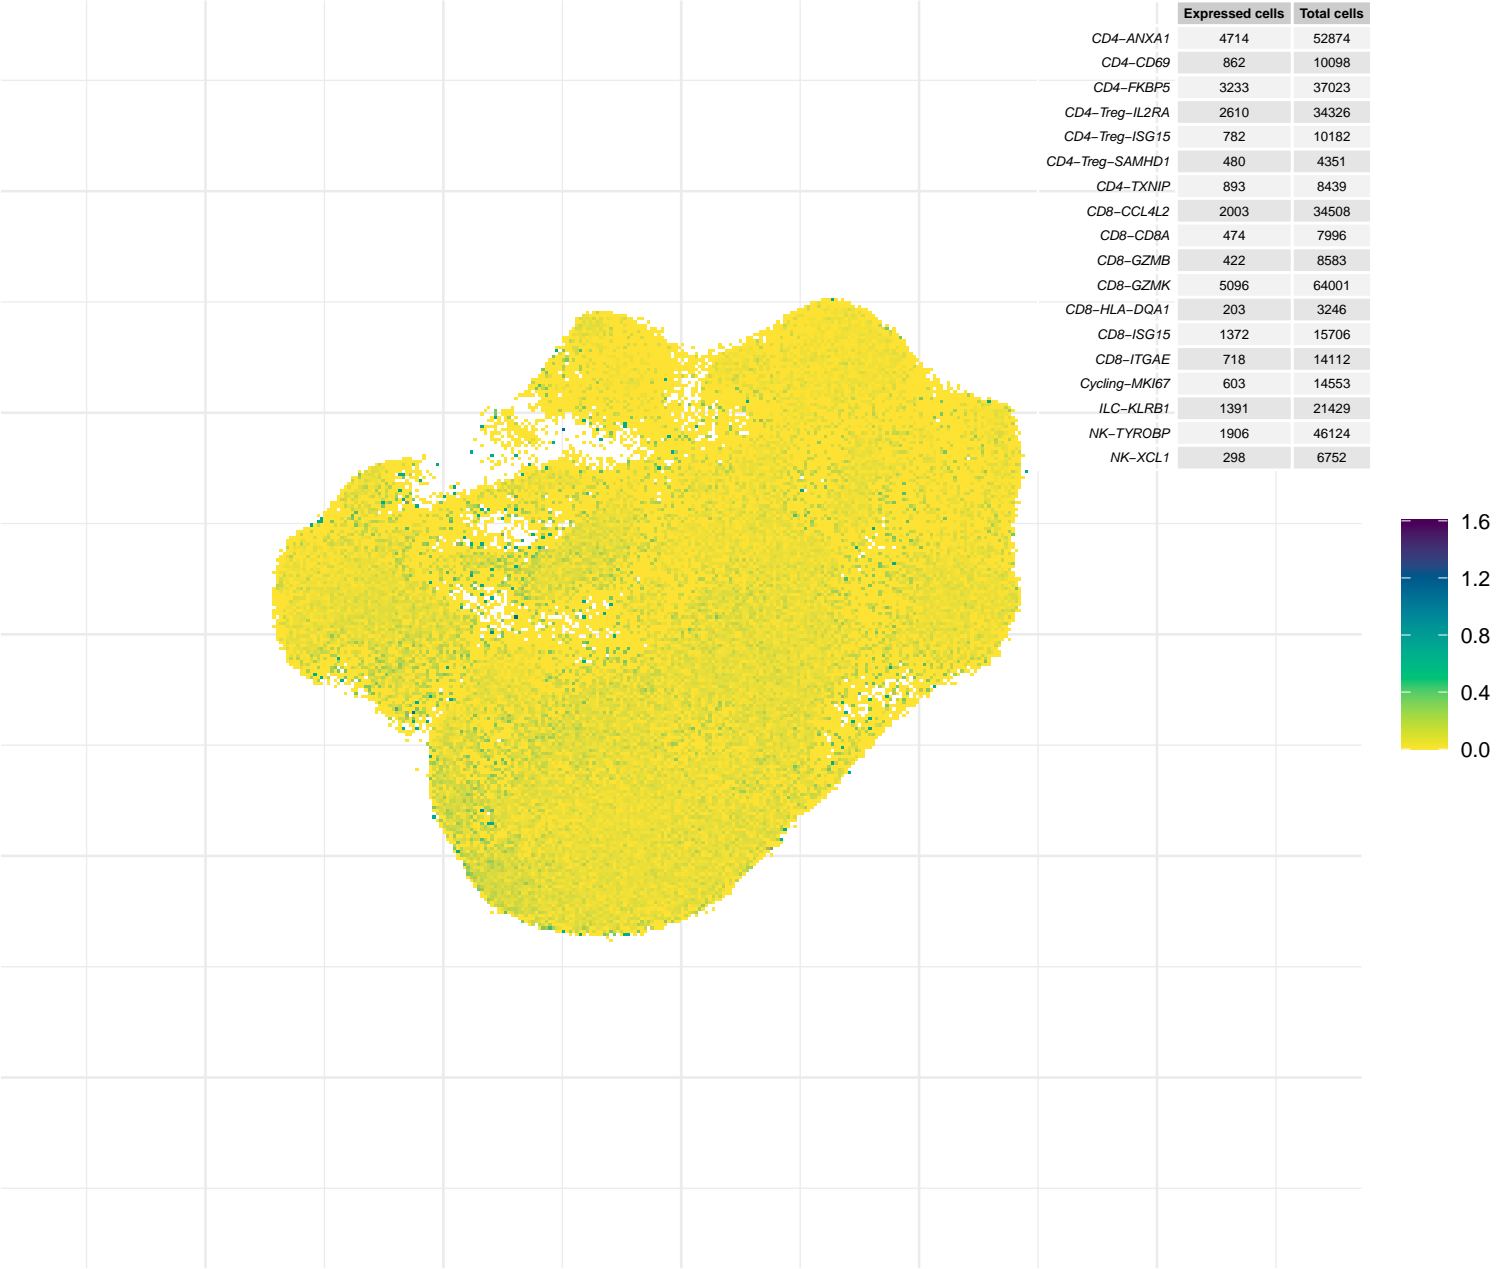 Expressed cells Total cells
CD4−ANXA1 4714 52874
CD4−CD69 862 10098
CD4−FKBP5 3233 37023
CD4−Treg−IL2RA 2610 34326
CD4−Treg−ISG15 782 10182
CD4−Treg−SAMHD1 480 4351
CD4−TXNIP 893 8439
CD8−CCL4L2 2003 34508
CD8−CD8A 474 7996
CD8−GZMB 422 8583
CD8−GZMK 5096 64001
CD8−HLA−DQA1 203 3246
CD8−ISG15 1372 15706
CD8−ITGAE 718 14112
Cycling−MKI67 603 14553
ILC−KLRB1 1391 21429
NK−TYROBP 1906 46124
NK−XCL1 298 6752
1.6
1.2
0.8
0.4
0.0